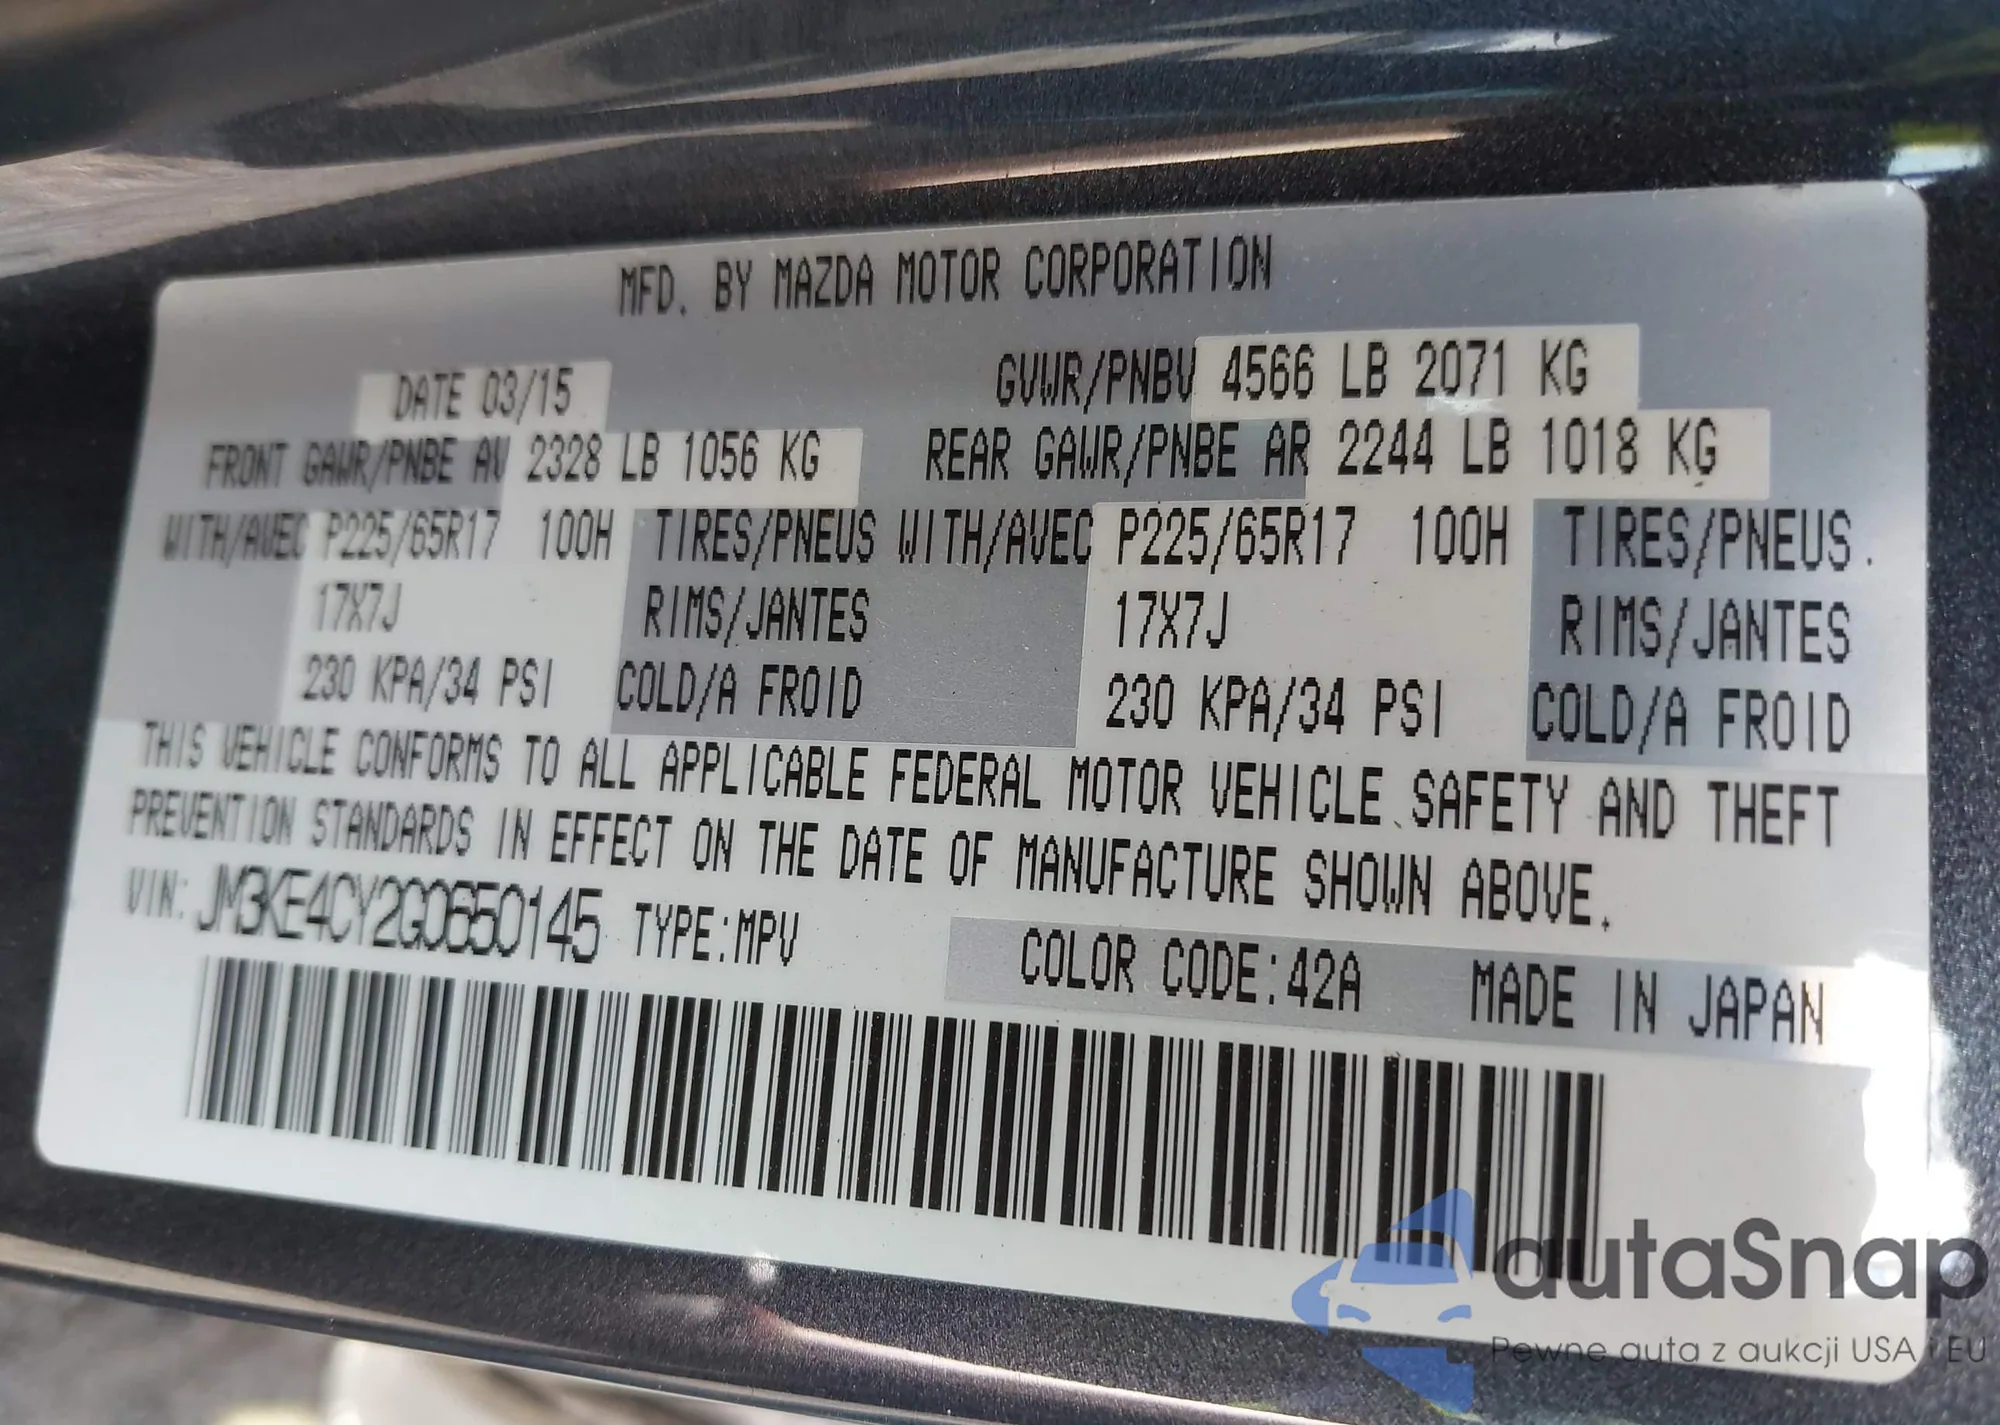 MFD. BY MAZDA MOTOR CORPORATION
DATE 03/15 GVWR/PNBV 4566 LB 2071 KG
FRONT GAWR/PNBE AV 2328 LB 1056 KG REAR GAWR/PNBE AR 2244 LB 1018 KG
WITH/AVEC P225/65R17 100H TIRES/PNEUS WITH/AVEC P225/65R17 100H TIRES/PNEUS.
17X7J RIMS/JANTES 17X7J RIMS/JANTES
230 KPA/34 PSI COLD/A FROID 230 KPA/34 PSI COLD/A FROID
THIS VEHICLE CONFORMS TO ALL APPLICABLE FEDERAL MOTOR VEHICLE SAFETY AND THEFT
PREVENTION STANDARDS IN EFFECT ON THE DATE OF MANUFACTURE SHOWN ABOVE.
VIN: JM3KE4CY2G0650145 TYPE:MPV COLOR CODE:42A MADE IN JAPAN
autaSnap
Pewne auta z aukcji USA i EU